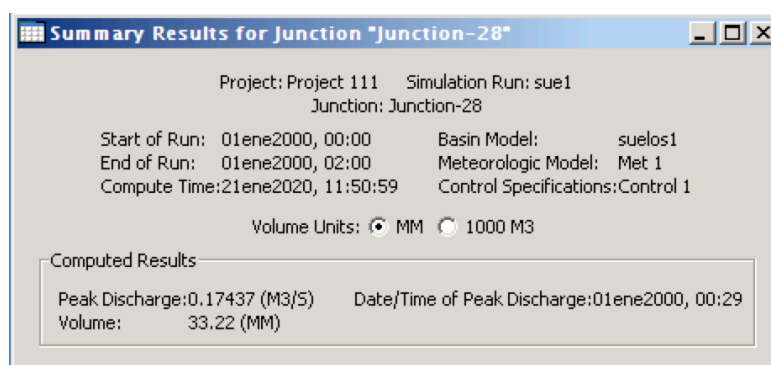 Summary Results for Junction "Junction-28"
Project: Project 111 Simulation Run: sue1
Junction: Junction-28
Start of Run: 01ene2000, 00:00 Basin Model: suelos1
End of Run: 01ene2000, 02:00 Meteorologic Model: Met 1
Compute Time:21ene2020, 11:50:59 Control Specifications:Control 1
Volume Units: MM 1000 M3
Computed Results
Peak Discharge:0.17437 (M3/S) Date/Time of Peak Discharge:01ene2000, 00:29
Volume: 33.22 (MM)